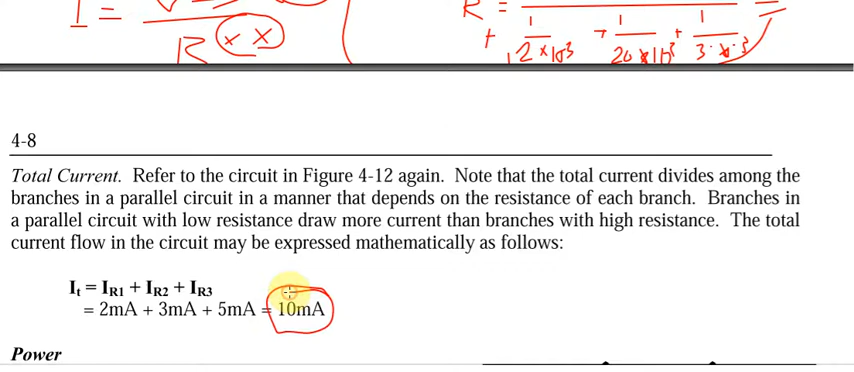 I =
R = 
R x x
+ 1/2*10³ + 1/20*10³ + 1/3
4-8
Total Current. Refer to the circuit in Figure 4-12 again. Note that the total current divides among the
branches in a parallel circuit in a manner that depends on the resistance of each branch. Branches in
a parallel circuit with low resistance draw more current than branches with high resistance. The total
current flow in the circuit may be expressed mathematically as follows:
It = IR1 + IR2 + IR3
= 2mA + 3mA + 5mA = 10mA
Power